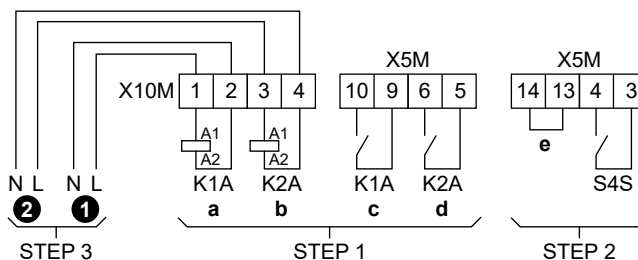 X5M X5M
X10M 1 2 3 4 10 9 6 5 14 13 4 3
A1 A1
A2 A2
e
N L N L K1A K2A K1A K2A S4S
2 1 a b c d
STEP 3 STEP 1 STEP 2